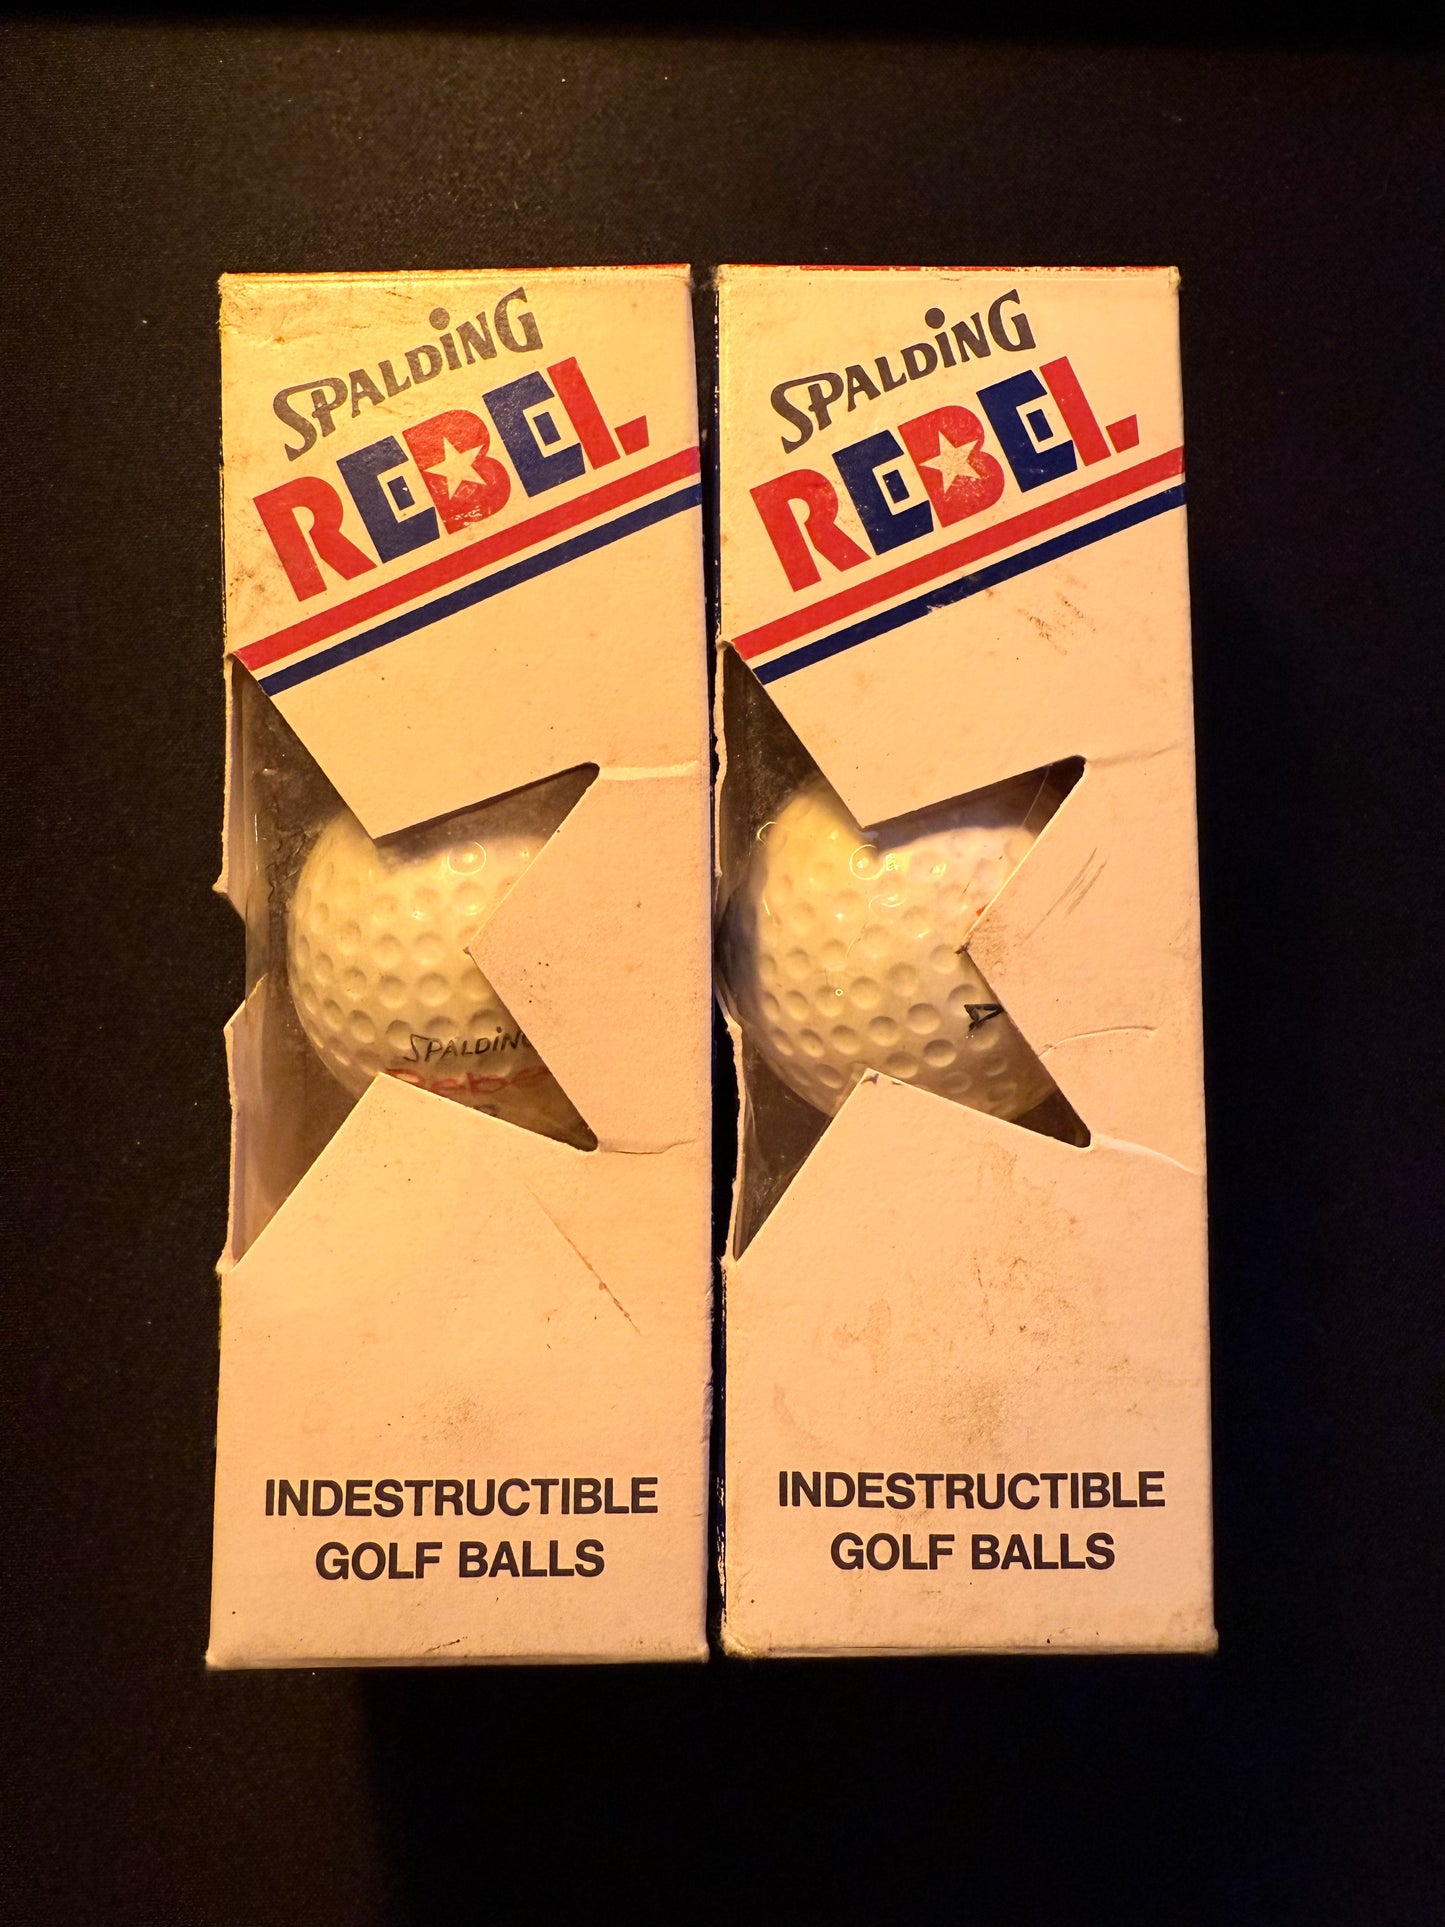 SPALDING
REBEL
INDESTRUCTIBLE
GOLF BALLS
SPALDING
SPALDING
REBEL
INDESTRUCTIBLE
GOLF BALLS